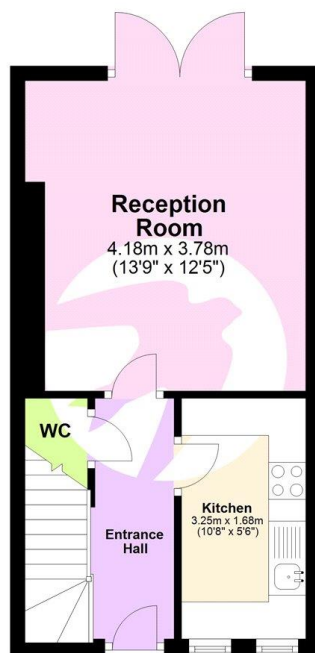 Reception
Room
4.18m x 3.78m
(13'9" x 12'5")
WC
Entrance
Hall
Kitchen
3.25m x 1.68m
(10'8" x 5'6")